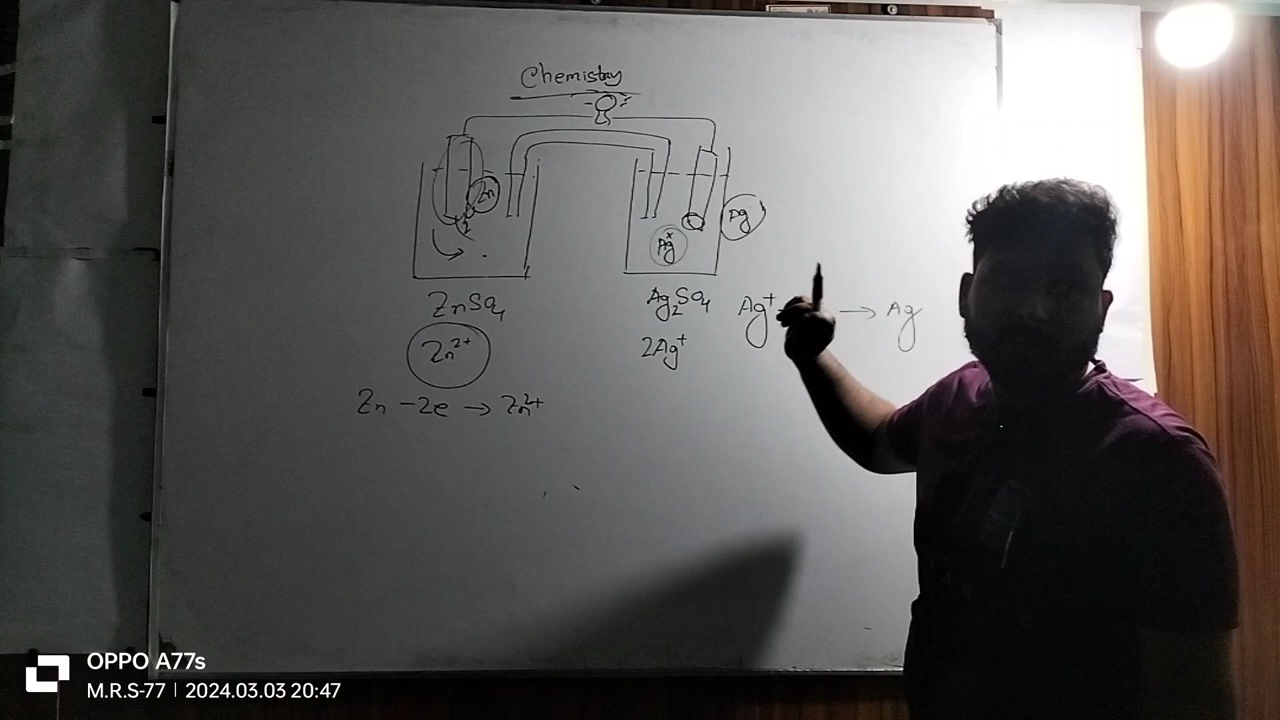 Chemistry
Zn
Ag⁺
Ag
ZnSO₄
Ag₂SO₄
Ag⁺ → Ag
Zn²⁺
2Ag⁺
Zn -2e → Zn²⁺
OPPO A77s
M.R.S-77 | 2024.03.03 20:47